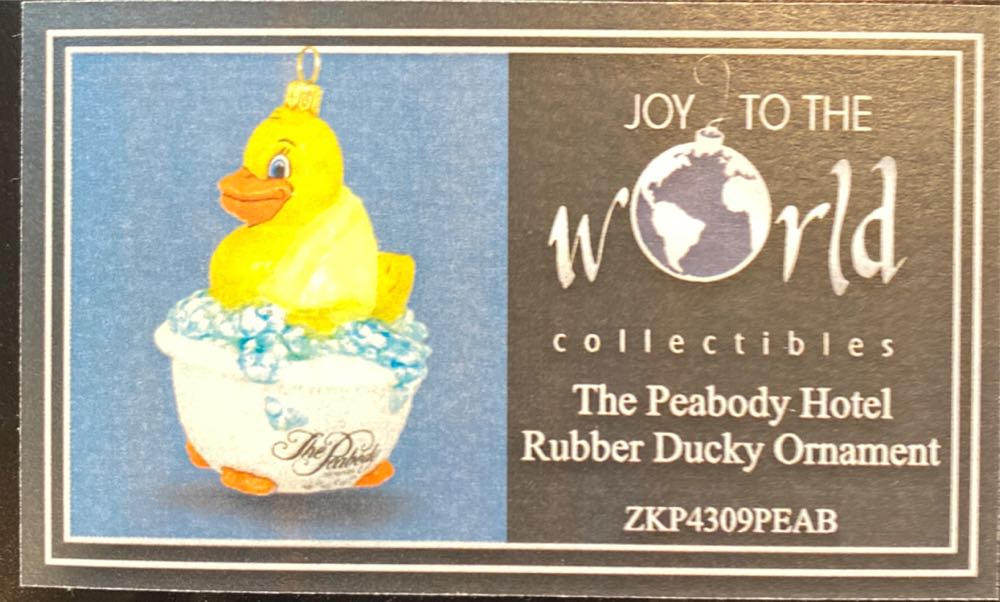 JOY TO THE
world
collectibles
The Peabody Hotel
Rubber Ducky Ornament
ZKP4309PEAB
The Peabody